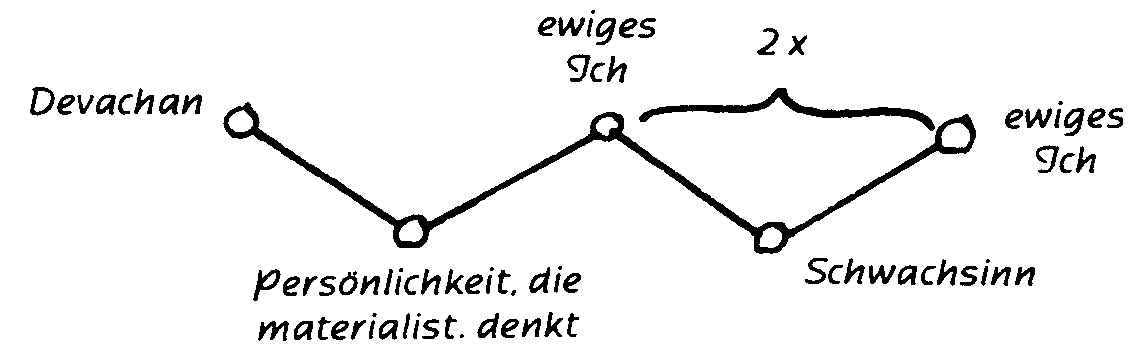 ewiges
Ich
2 x
Devachan
ewiges
Ich
Persönlichkeit, die
materialist. denkt
Schwachsinn